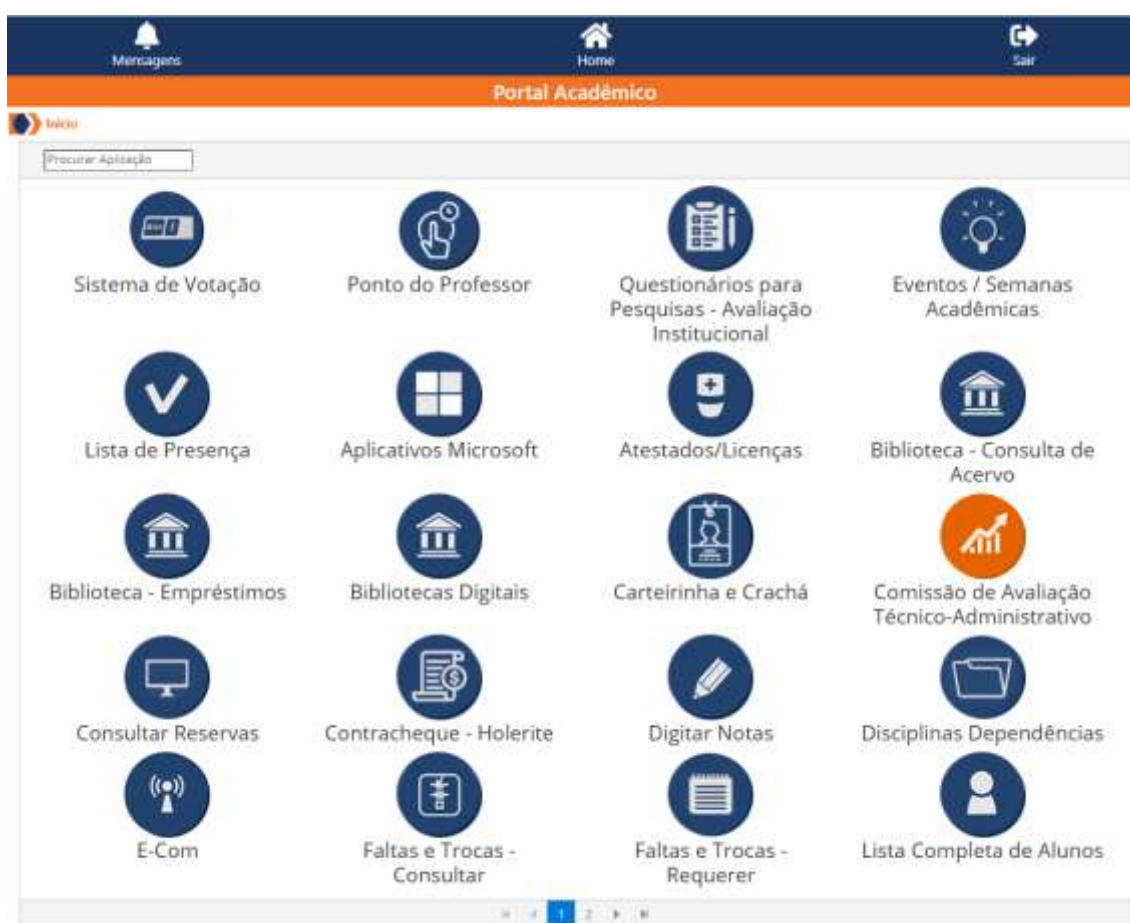 Mensagens
Home
Sair
Portal Acadêmico
Início
Procurar Aplicação
Sistema de Votação
Ponto do Professor
Questionários para
Pesquisas - Avaliação
Institucional
Eventos / Semanas
Acadêmicas
Lista de Presença
Aplicativos Microsoft
Atestados/Licenças
Biblioteca - Consulta de
Acervo
Biblioteca - Empréstimos
Bibliotecas Digitais
Carteirinha e Crachá
Comissão de Avaliação
Técnico-Administrativo
Consultar Reservas
Contracheque - Holerite
Digitar Notas
Disciplinas Dependências
E-Com
Faltas e Trocas -
Consultar
Faltas e Trocas -
Requerer
Lista Completa de Alunos
1 2